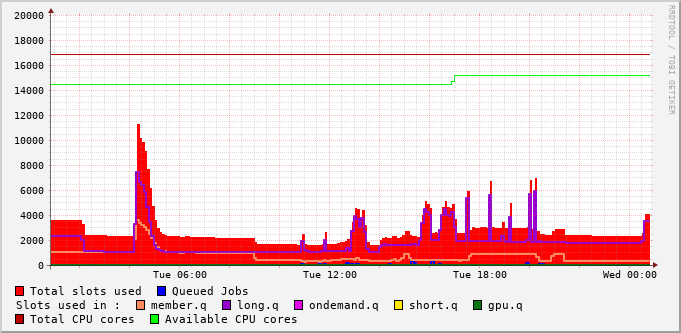 20000
18000
16000
14000
12000
10000
8000
6000
4000
2000
0
Tue 06:00 Tue 12:00 Tue 18:00 Wed 00:00
RRDTOOL / TOBI OETIKER
Total slots used Queued Jobs
Slots used in : member.q long.q ondemand.q short.q gpu.q
Total CPU cores Available CPU cores